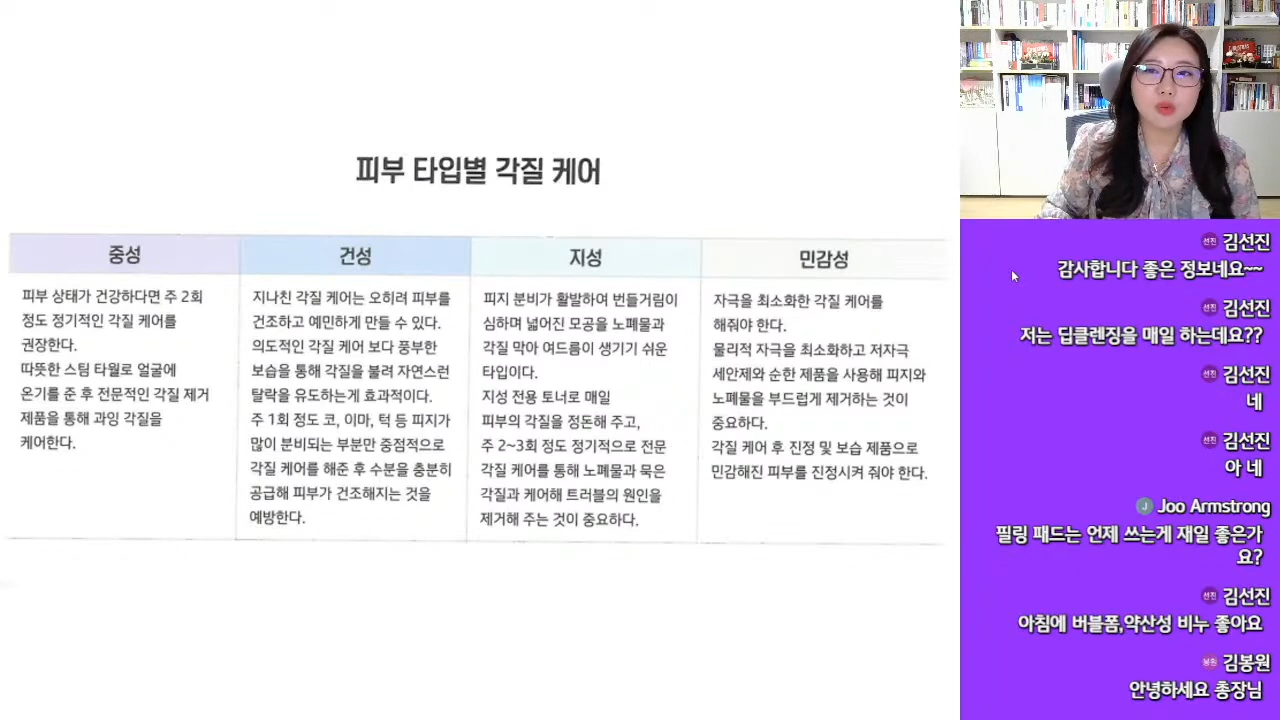 피부 타입별 각질 케어
중성
피부 상태가 건강하다면 주 2회
정도 정기적인 각질 케어를
권장한다.
따뜻한 스팀 타월로 얼굴에
온기를 준 후 전문적인 각질 제거
제품을 통해 과잉 각질을
케어한다.
건성
지나친 각질 케어는 오히려 피부를
건조하고 예민하게 만들 수 있다.
의도적인 각질 케어 보다 풍부한
보습을 통해 각질을 불려 자연스런
탈락을 유도하는게 효과적이다.
주 1회 정도 코, 이마, 턱 등 피지가
많이 분비되는 부분만 중점적으로
각질 케어를 해준 후 수분을 충분히
공급해 피부가 건조해지는 것을
예방한다.
지성
피지 분비가 활발하여 번들거림이
심하며 넓어진 모공을 노폐물과
각질 막아 여드름이 생기기 쉬운
타입이다.
지성 전용 토너로 매일
피부의 각질을 정돈해 주고,
주 2~3회 정도 정기적으로 전문
각질 케어를 통해 노폐물과 묵은
각질과 케어해 트러블의 원인을
제거해 주는 것이 중요하다.
민감성
자극을 최소화한 각질 케어를
해줘야 한다.
물리적 자극을 최소화하고 저자극
세안제와 순한 제품을 사용해 피지와
노폐물을 부드럽게 제거하는 것이
중요하다.
각질 케어 후 진정 및 보습 제품으로
민감해진 피부를 진정시켜 줘야 한다.
선진 김선진
감사합니다 좋은 정보네요~~
선진 김선진
저는 딥클렌징을 매일 하는데요??
선진 김선진
네
선진 김선진
아 네
J Joo Armstrong
필링 패드는 언제 쓰는게 재일 좋은가
요?
선진 김선진
아침에 버블폼,약산성 비누 좋아요
봉원 김봉원
안녕하세요 총장님